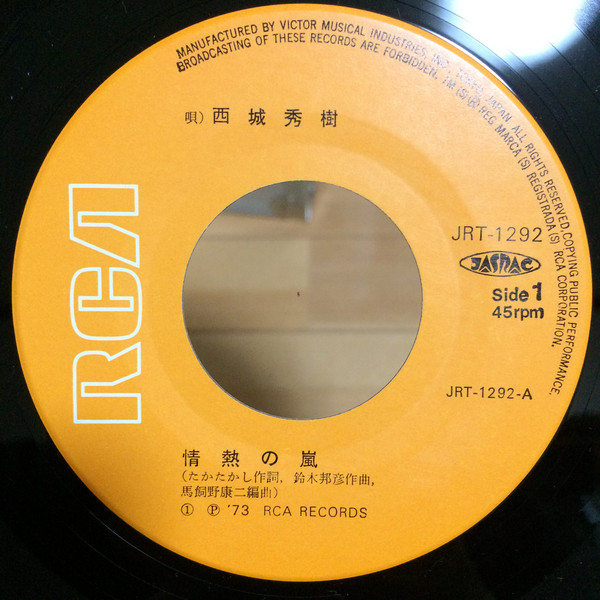 MANUFACTURED BY VICTOR MUSICAL INDUSTRIES, INC., TOKYO, JAPAN. ALL RIGHTS RESERVED, COPYING PUBLIC PERFORMANCE.
BROADCASTING OF THESE RECORDS ARE FORBIDDEN. TM (S) ® REG MARCA (S) REGISTRADA (S) RCA CORPORATION.
唄) 西城秀樹
RCA
JRT-1292
JASRAC
Side 1
45rpm
JRT-1292-A
情熱の嵐
(たかたかし作詞, 鈴木邦彦作曲,
馬飼野康二編曲)
① Ⓟ '73 RCA RECORDS